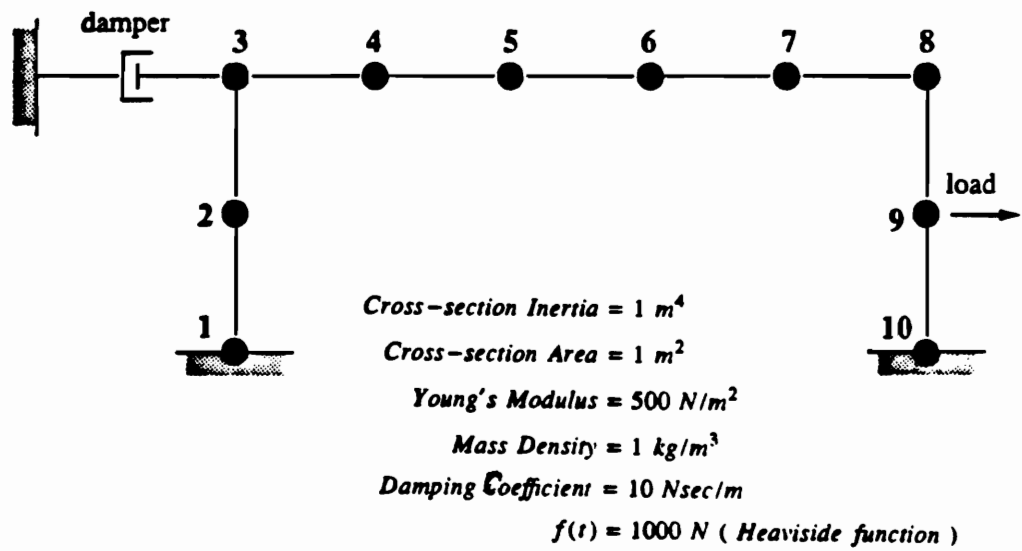 damper
3 4 5 6 7 8
load
2 9
1 10
Cross-section Inertia = 1 m⁴
Cross-section Area = 1 m²
Young's Modulus = 500 N/m²
Mass Density = 1 kg/m³
Damping Coefficient = 10 Nsec/m
f(t) = 1000 N ( Heaviside function )